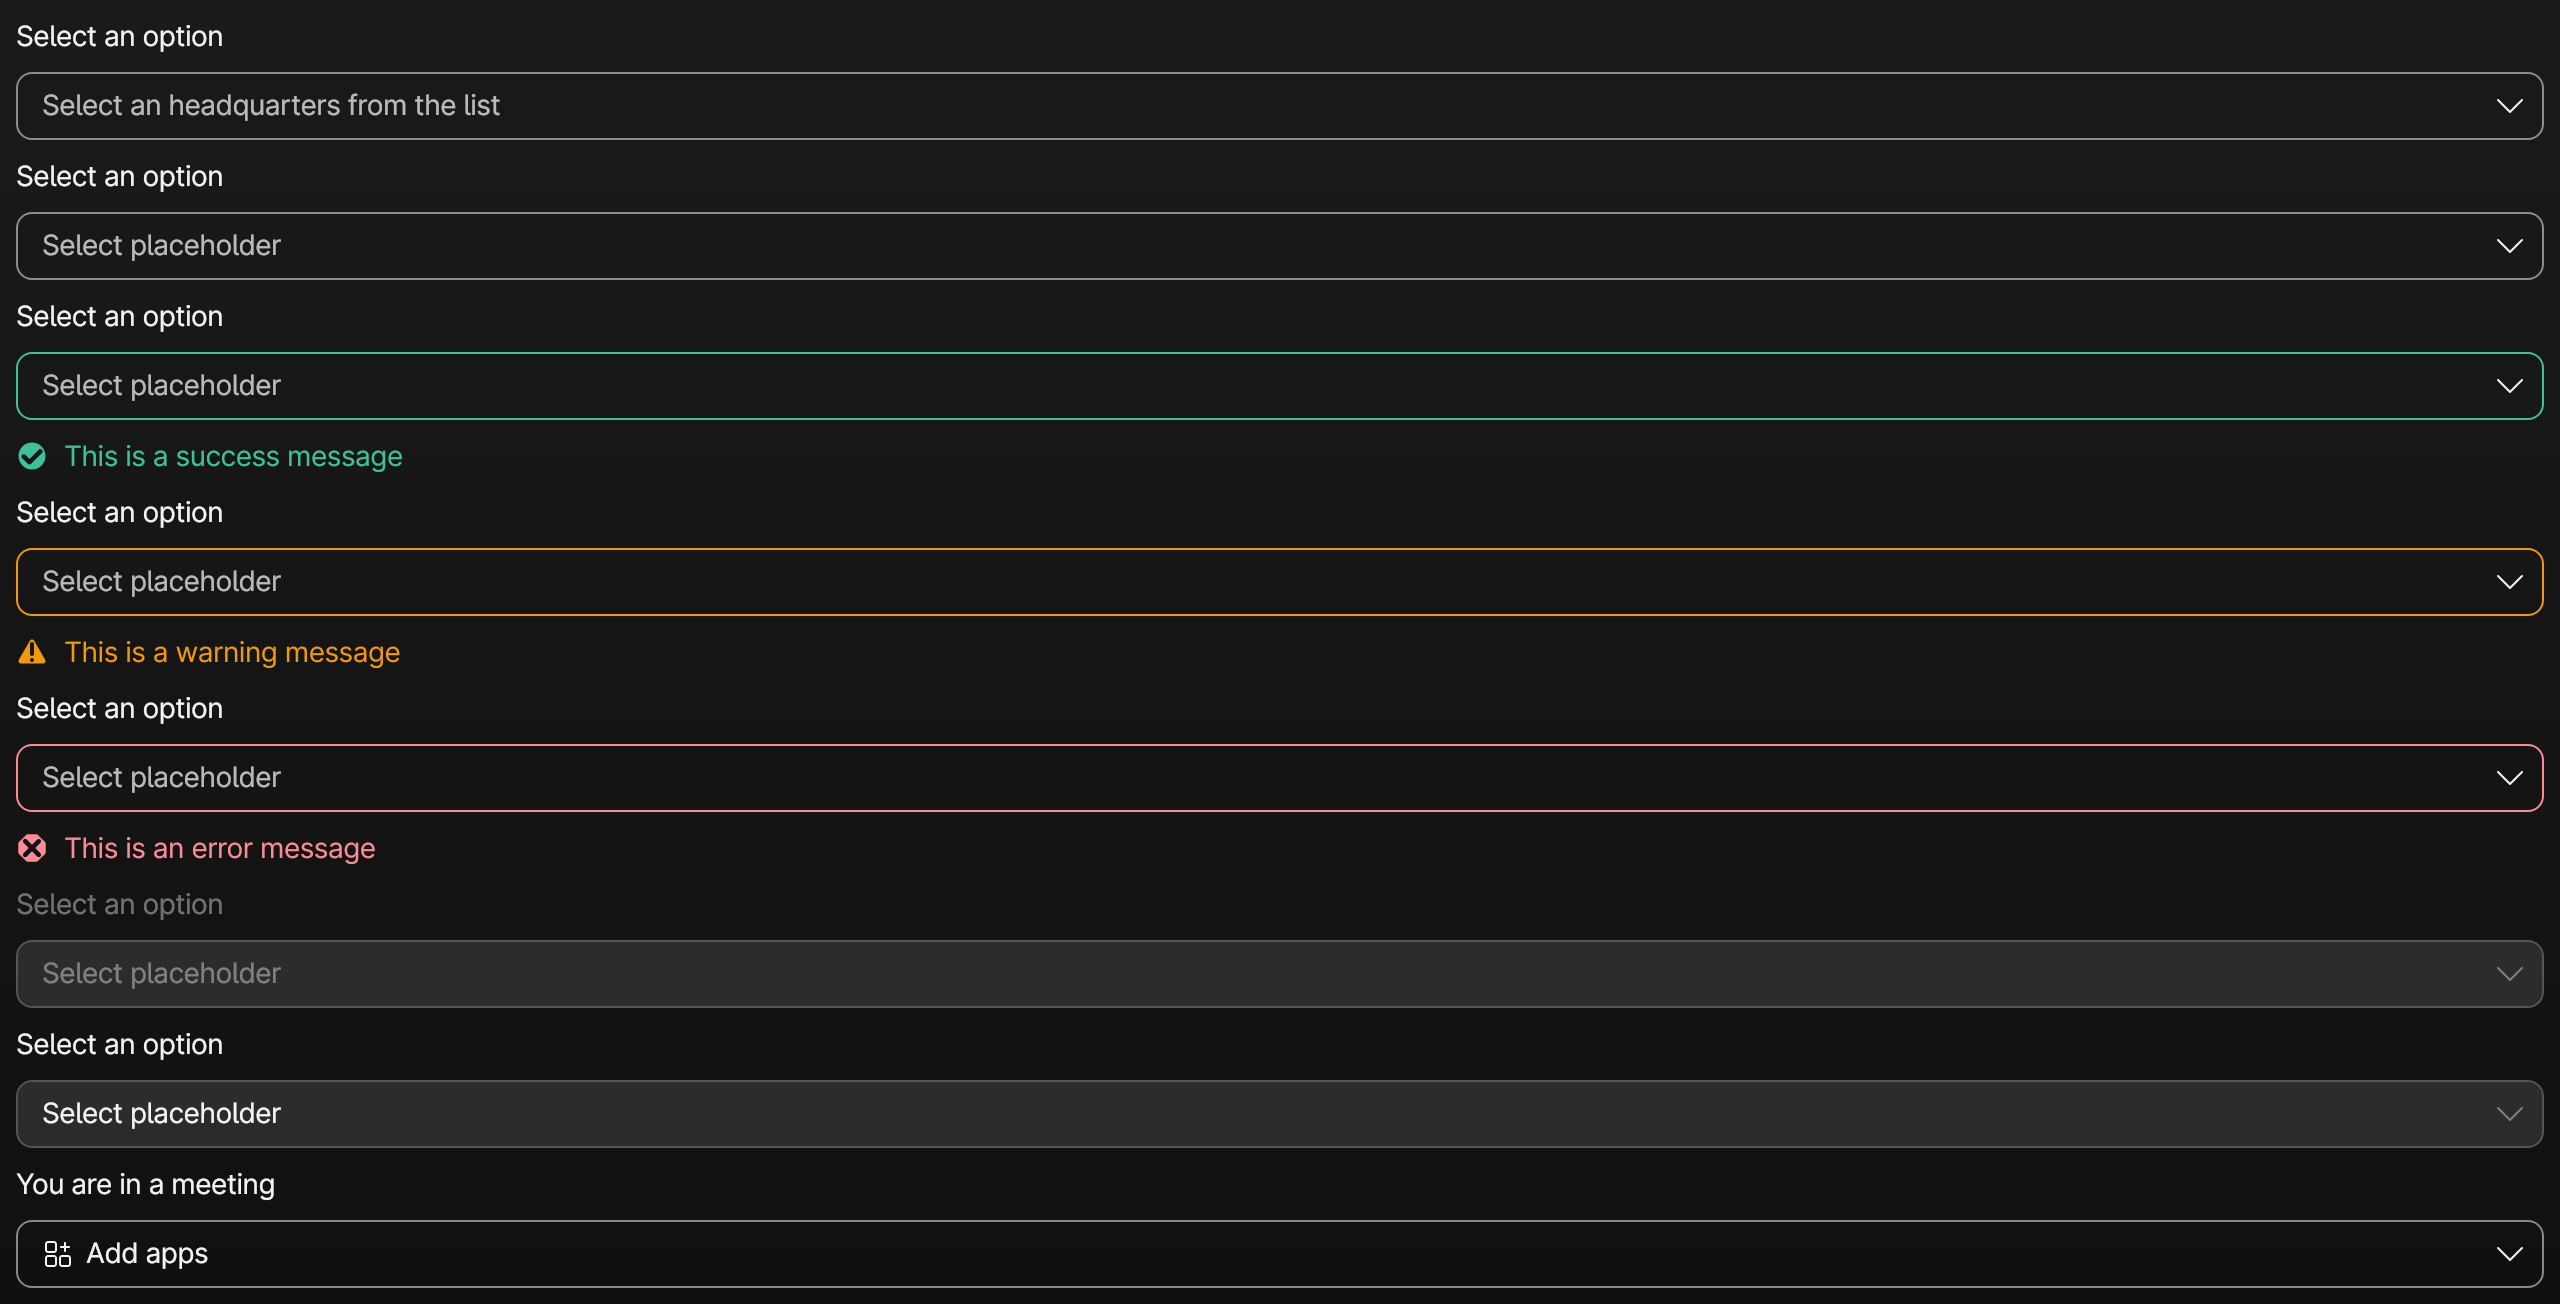 Select an option
Select an headquarters from the list
Select an option
Select placeholder
Select an option
Select placeholder
This is a success message
Select an option
Select placeholder
This is a warning message
Select an option
Select placeholder
This is an error message
Select an option
Select placeholder
Select an option
Select placeholder
You are in a meeting
Add apps